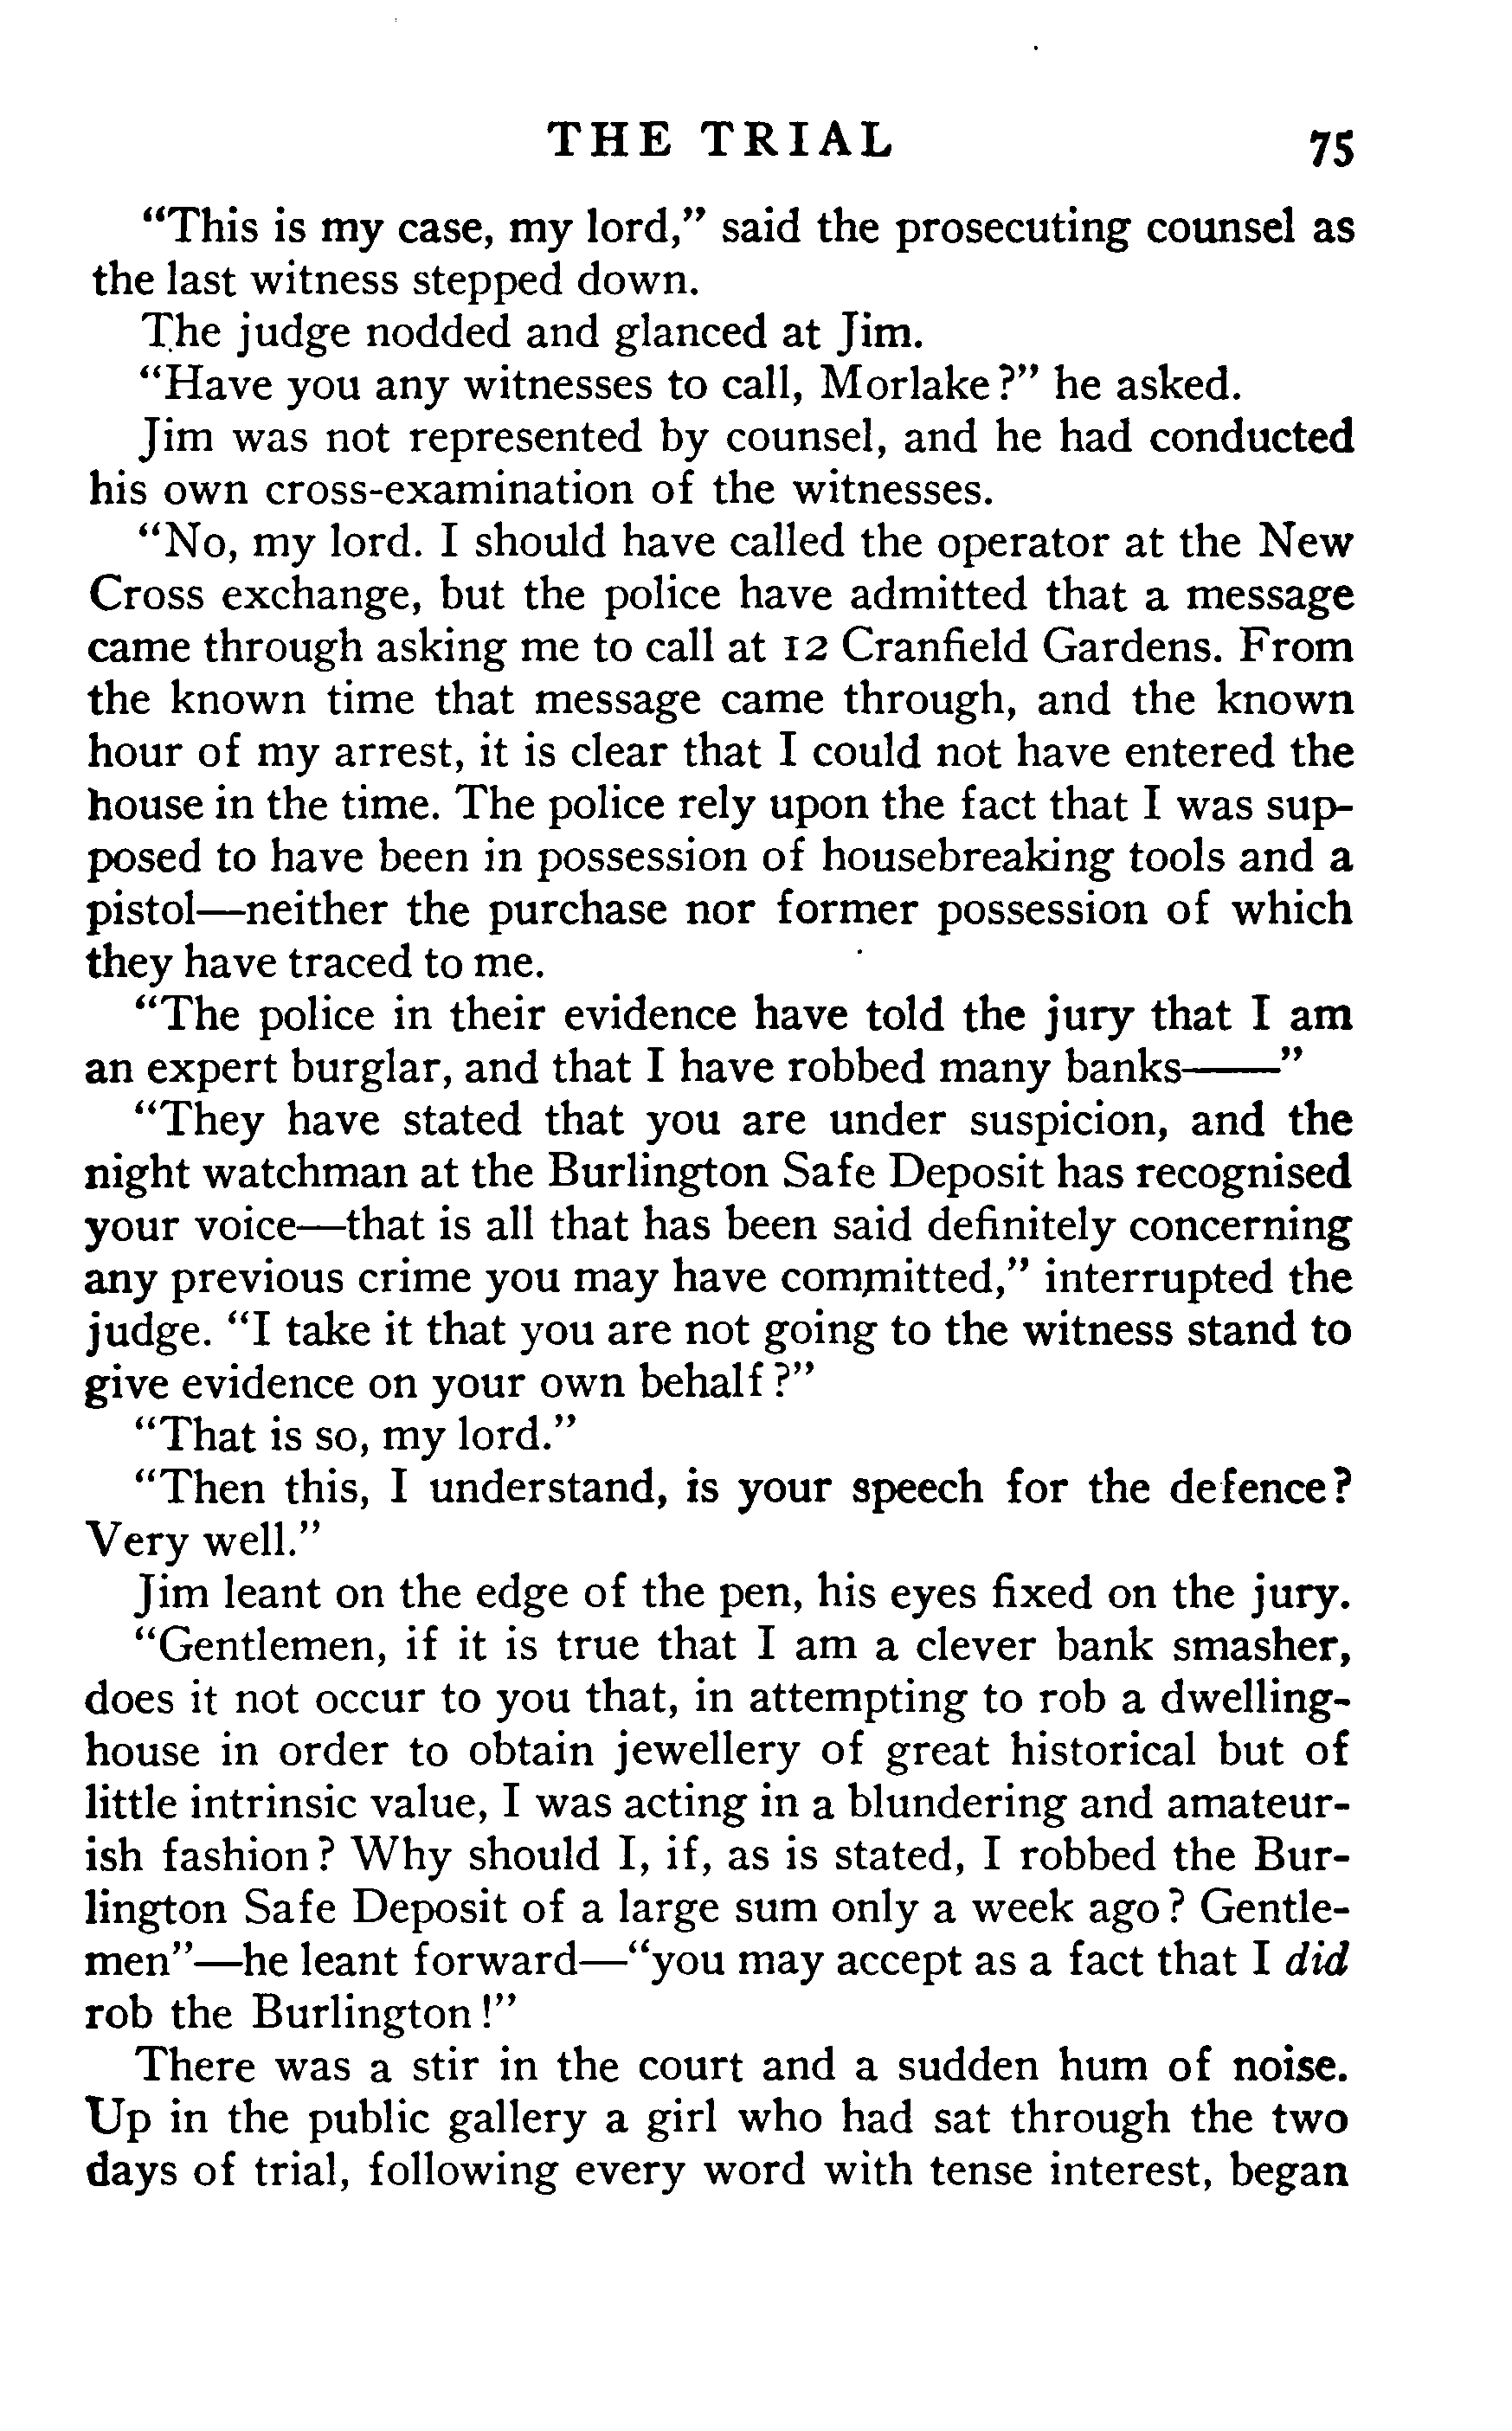 THE TRIAL 75
“This is my case, my lord,” said the prosecuting counsel as
the last witness stepped down.
The judge nodded and glanced at Jim.
“Have you any witnesses to call, Morlake?” he asked.
Jim was not represented by counsel, and he had conducted
his own cross-examination of the witnesses.
“No, my lord. I should have called the operator at the New
Cross exchange, but the police have admitted that a message
came through asking me to call at 12 Cranfield Gardens. From
the known time that message came through, and the known
hour of my arrest, it is clear that I could not have entered the
house in the time. The police rely upon the fact that I was sup-
posed to have been in possession of housebreaking tools and a
pistol—neither the purchase nor former possession of which
they have traced to me.
“The police in their evidence have told the jury that I am
an expert burglar, and that I have robbed many banks——”
“They have stated that you are under suspicion, and the
night watchman at the Burlington Safe Deposit has recognised
your voice—that is all that has been said definitely concerning
any previous crime you may have committed,” interrupted the
judge. “I take it that you are not going to the witness stand to
give evidence on your own behalf?”
“That is so, my lord.”
“Then this, I understand, is your speech for the defence?
Very well.”
Jim leant on the edge of the pen, his eyes fixed on the jury.
“Gentlemen, if it is true that I am a clever bank smasher,
does it not occur to you that, in attempting to rob a dwelling-
house in order to obtain jewellery of great historical but of
little intrinsic value, I was acting in a blundering and amateur-
ish fashion? Why should I, if, as is stated, I robbed the Bur-
lington Safe Deposit of a large sum only a week ago? Gentle-
men”—he leant forward—“you may accept as a fact that I did
rob the Burlington!”
There was a stir in the court and a sudden hum of noise.
Up in the public gallery a girl who had sat through the two
days of trial, following every word with tense interest, began